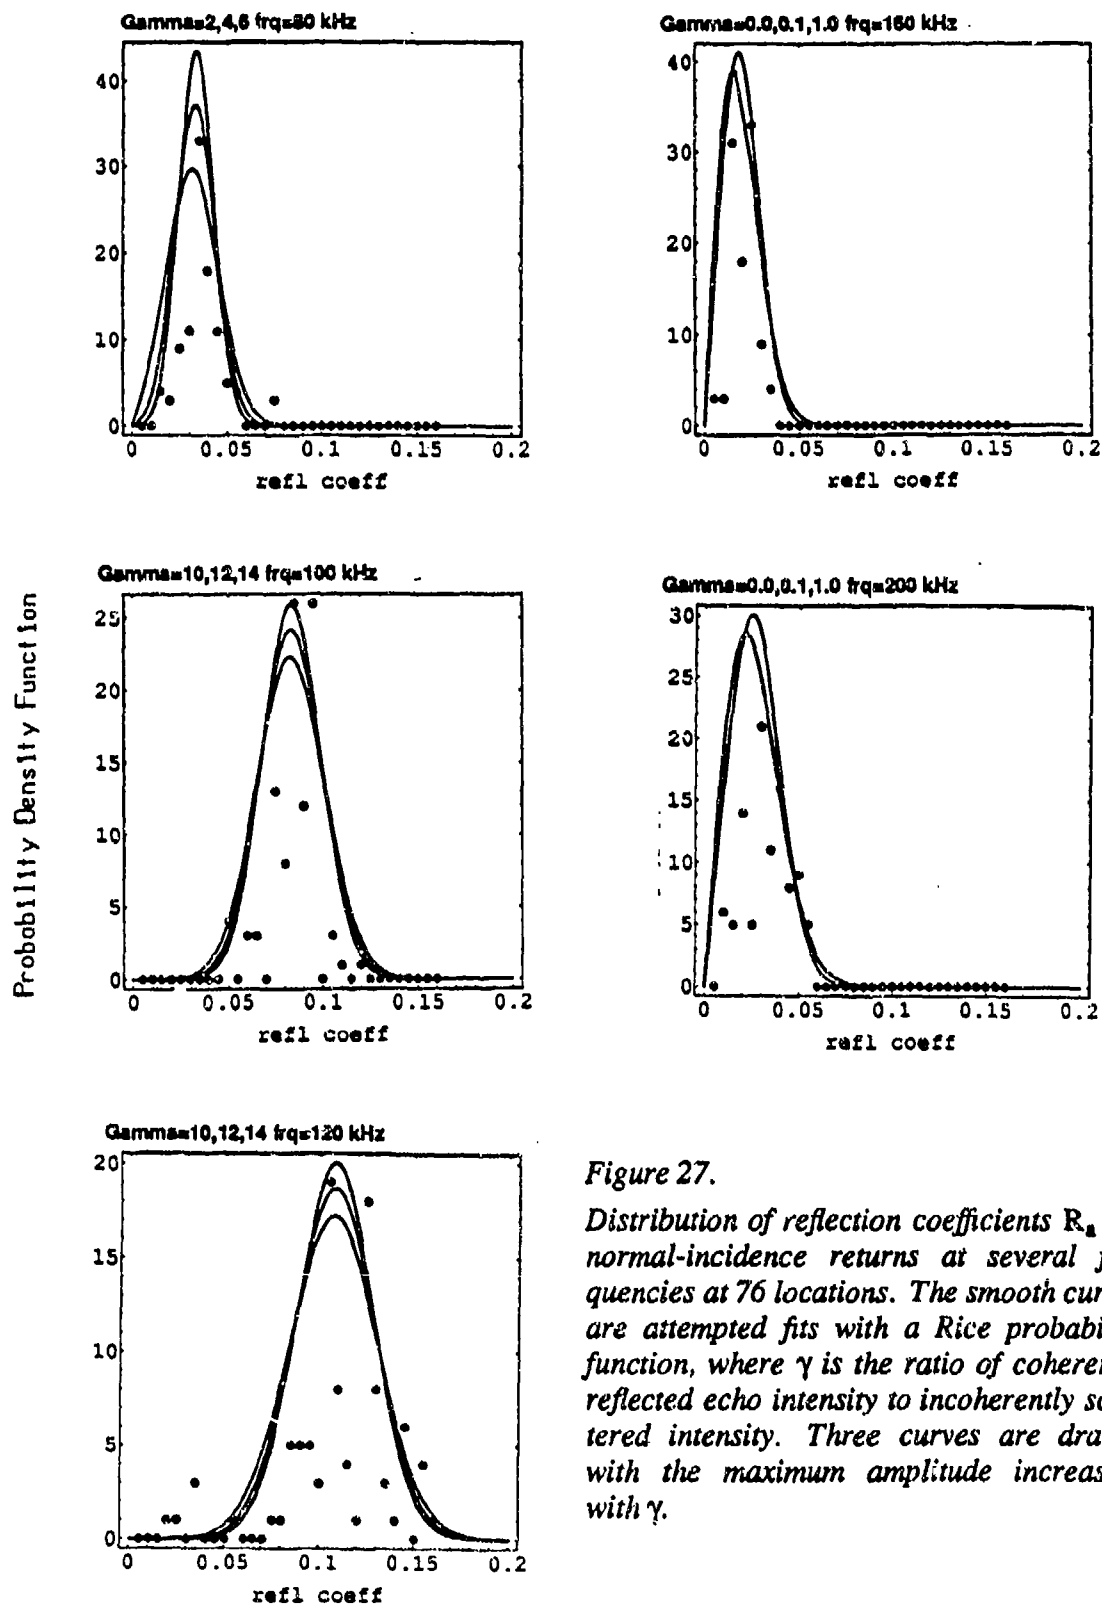 Gamma=2,4,6 frq=80 kHz
40
30
20
10
0
0 0.05 0.1 0.15 0.2
refl coeff
Gamma=0.0,0.1,1.0 frq=160 kHz
40
30
20
10
0
0 0.05 0.1 0.15 0.2
refl coeff
Probability Density Function
Gamma=10,12,14 frq=100 kHz
25
20
15
10
5
0
0 0.05 0.1 0.15 0.2
refl coeff
Gamma=0.0,0.1,1.0 frq=200 kHz
30
25
20
15
10
5
0
0 0.05 0.1 0.15 0.2
refl coeff
Gamma=10,12,14 frq=120 kHz
20
15
10
5
0
0 0.05 0.1 0.15 0.2
refl coeff
Figure 27.
Distribution of reflection coefficients Rₐ
normal-incidence returns at several
quencies at 76 locations. The smooth cur
are attempted fits with a Rice probabi
function, where γ is the ratio of coheren
reflected echo intensity to incoherently sc
tered intensity. Three curves are dra
with the maximum amplitude increas
with γ.